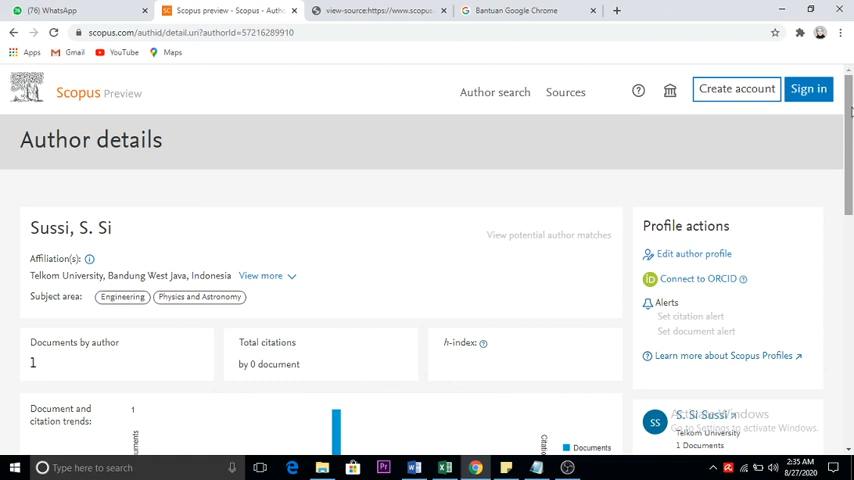 (76) WhatsApp
Scopus preview - Scopus - Auth
view-source:https://www.scopus.
Bantuan Google Chrome
scopus.com/authid/detail.uri?authorId=57216289910
Apps
Gmail
YouTube
Maps
Scopus Preview
Author search
Sources
Create account
Sign in
Author details
Sussi, S. Si
View potential author matches
Affiliation(s):
Telkom University, Bandung West Java, Indonesia View more
Subject area: Engineering Physics and Astronomy
Profile actions
Edit author profile
iD Connect to ORCID
Alerts
Set citation alert
Set document alert
Learn more about Scopus Profiles
Documents by author
1
Total citations
by 0 document
h-index:
Document and
citation trends:
1
Documents
Citatio
Documents
SS
S. Si Sussi
Telkom University
1 Documents
Activate Windows
Go to Settings to activate Windows.
Type here to search
2:35 AM
8/27/2020